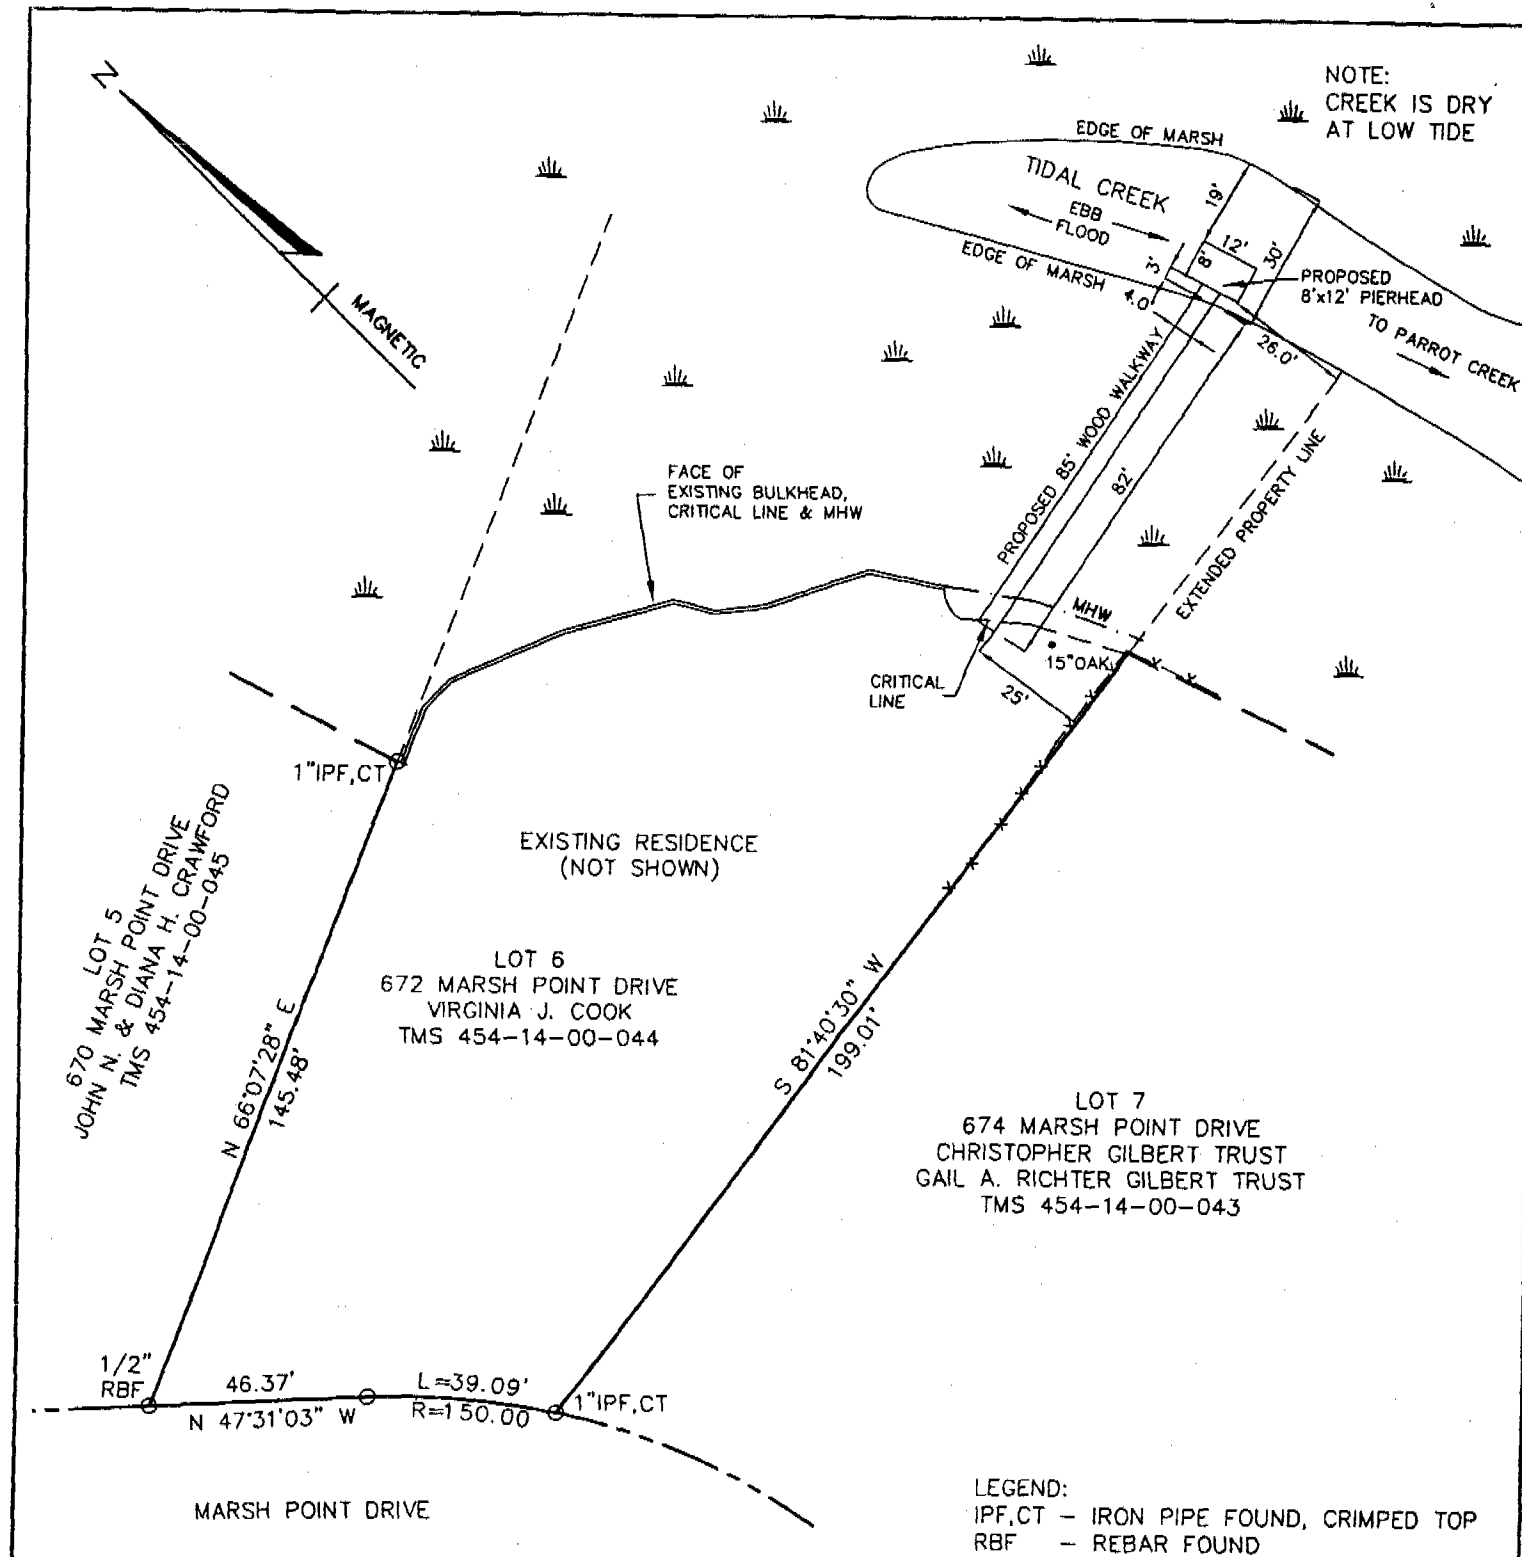 NOTE:
CREEK IS DRY
AT LOW TIDE
N
MAGNETIC
EDGE OF MARSH
TIDAL CREEK
EBB
FLOOD
EDGE OF MARSH
19'
12'
30'
3'
8'
4.0'
PROPOSED
8'x12' PIERHEAD
TO PARROT CREEK
26.0'
PROPOSED 85' WOOD WALKWAY
82'
EXTENDED PROPERTY LINE
FACE OF
EXISTING BULKHEAD,
CRITICAL LINE & MHW
MHW
15"OAK
CRITICAL
LINE
25'
1"IPF,CT
EXISTING RESIDENCE
(NOT SHOWN)
LOT 5
670 MARSH POINT DRIVE
JOHN N. & DIANA H. CRAWFORD
TMS 454-14-00-045
LOT 6
672 MARSH POINT DRIVE
VIRGINIA J. COOK
TMS 454-14-00-044
N 66°07'28" E
145.48'
S 81°40'30" W
199.01'
LOT 7
674 MARSH POINT DRIVE
CHRISTOPHER GILBERT TRUST
GAIL A. RICHTER GILBERT TRUST
TMS 454-14-00-043
1/2"
RBF
46.37'
N 47°31'03" W
L=39.09'
R=150.00
1"IPF,CT
MARSH POINT DRIVE
LEGEND:
IPF,CT - IRON PIPE FOUND, CRIMPED TOP
RBF - REBAR FOUND